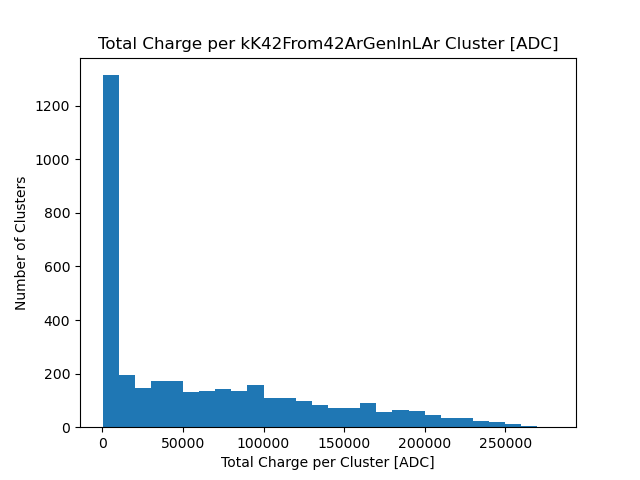 Total Charge per kK42From42ArGenInLAr Cluster [ADC]
1200
1000
800
600
400
200
0
Number of Clusters
0 50000 100000 150000 200000 250000
Total Charge per Cluster [ADC]